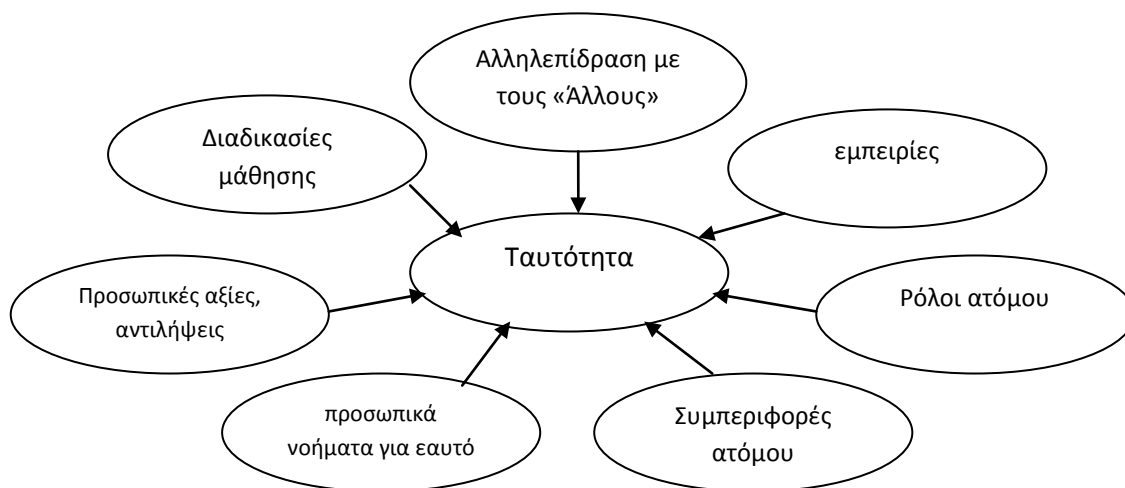 Αλληλεπίδραση με
τους «Άλλους»
Διαδικασίες
μάθησης
εμπειρίες
Ταυτότητα
Προσωπικές αξίες,
αντιλήψεις
Ρόλοι ατόμου
προσωπικά
νοήματα για εαυτό
Συμπεριφορές
ατόμου